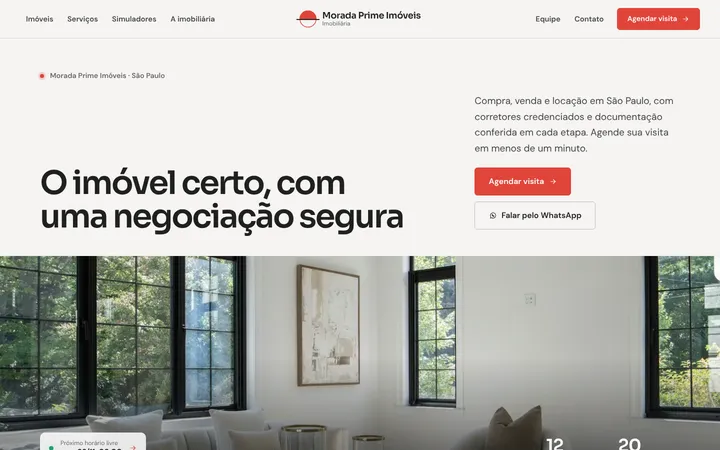 Imóveis
Serviços
Simuladores
A imobiliária
Morada Prime Imóveis
Imobiliária
Equipe
Contato
Agendar visita
Morada Prime Imóveis · São Paulo
O imóvel certo, com
uma negociação segura
Compra, venda e locação em São Paulo, com
corretores credenciados e documentação
conferida em cada etapa. Agende sua visita
em menos de um minuto.
Agendar visita
Falar pelo WhatsApp
Próximo horário livre
12
20